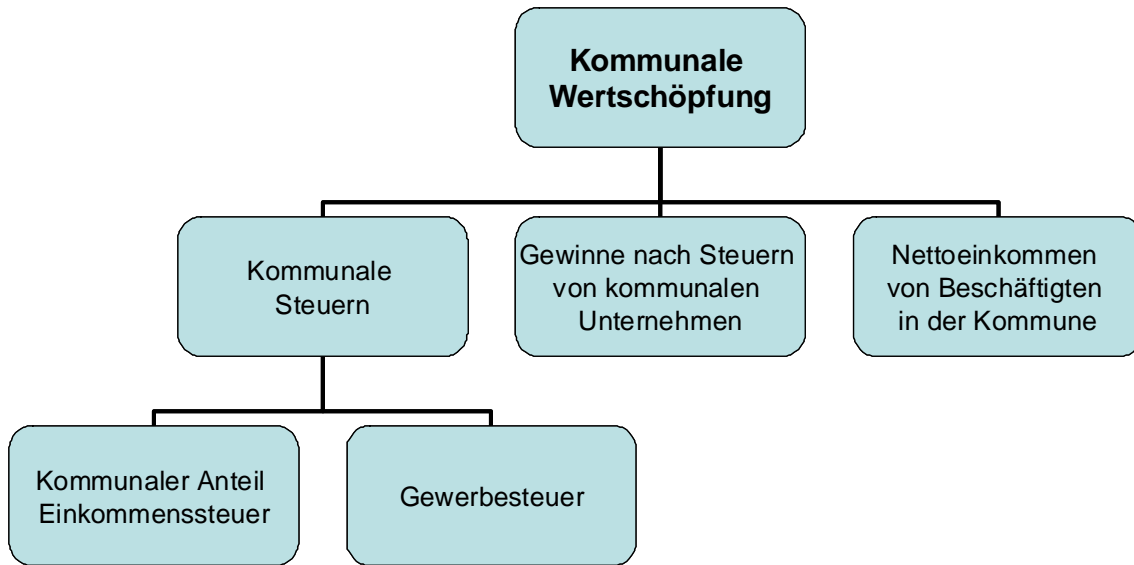 Kommunale
Wertschöpfung
Kommunale
Steuern
Gewinne nach Steuern
von kommunalen
Unternehmen
Nettoeinkommen
von Beschäftigten
in der Kommune
Kommunaler Anteil
Einkommenssteuer
Gewerbesteuer